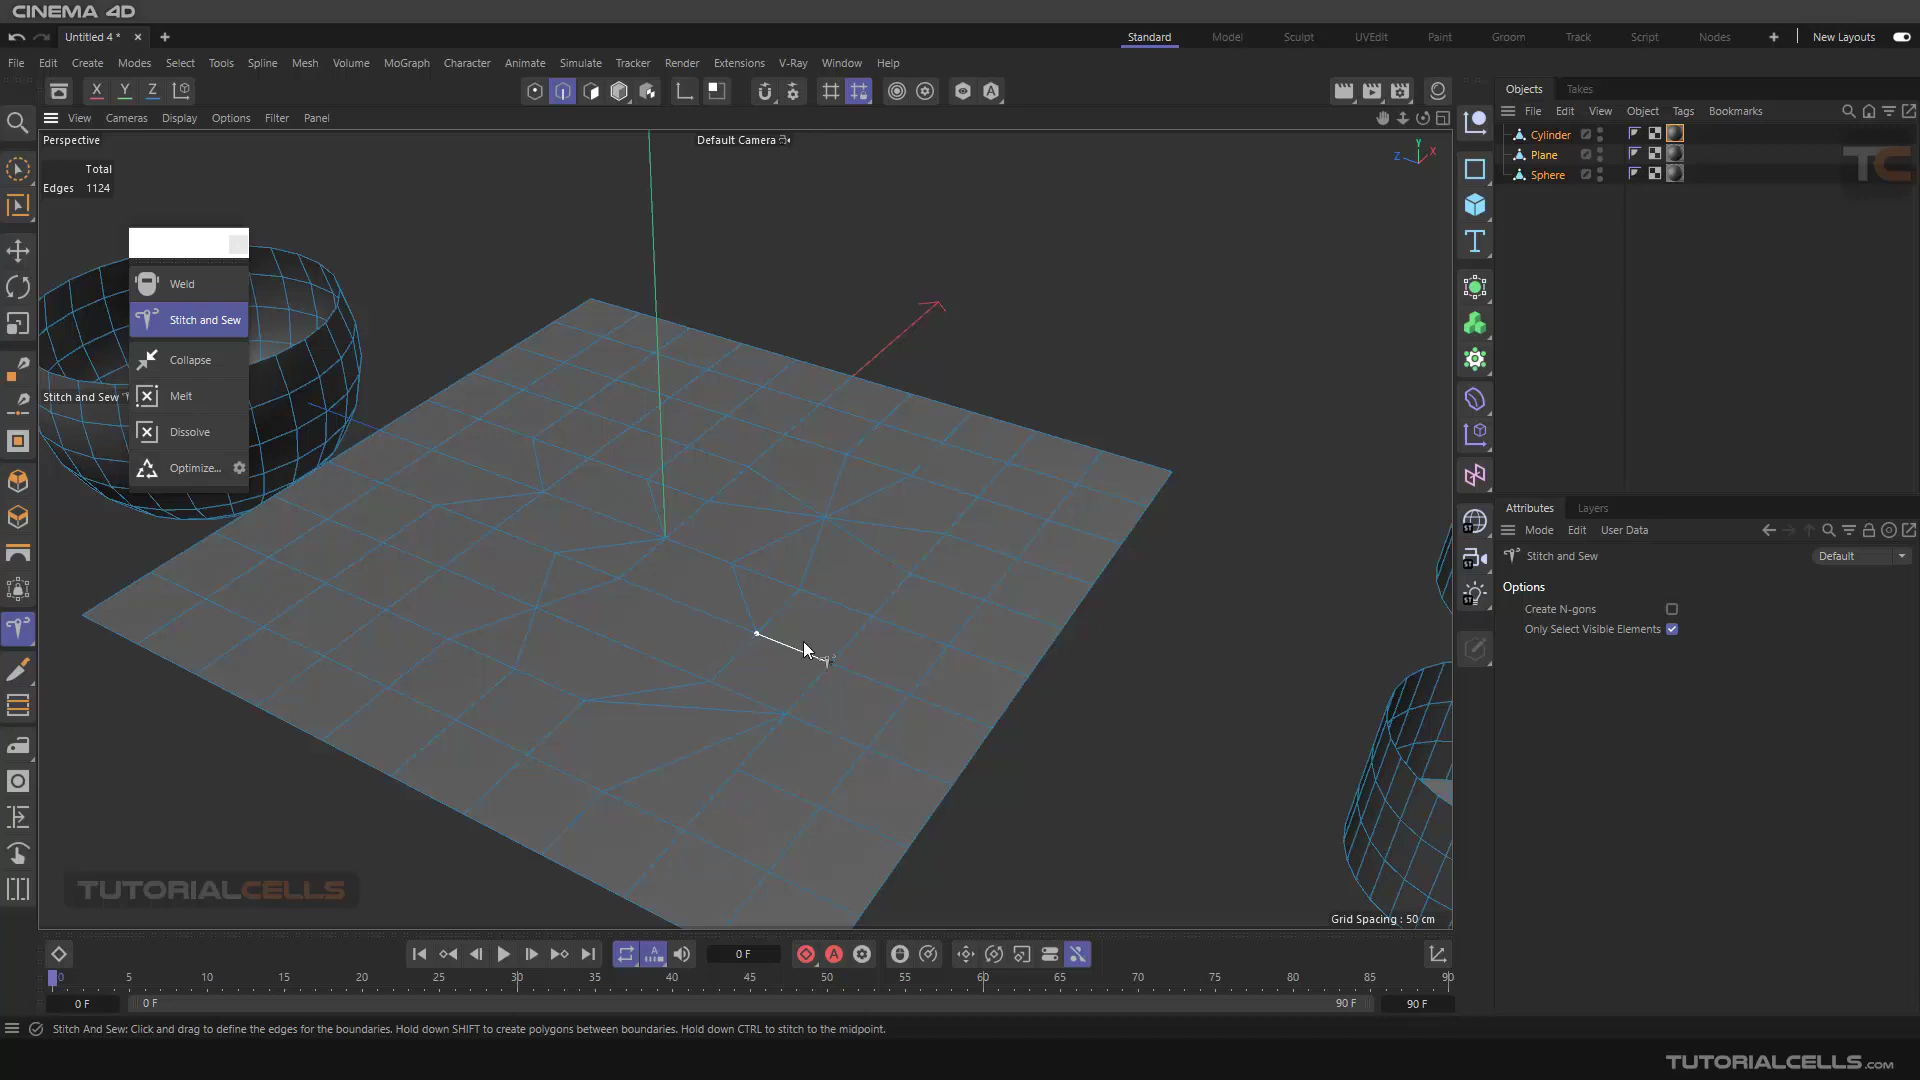 CINEMA 4D
Untitled 4 *
Standard
Model
Sculpt
UVEdit
Paint
Groom
Track
Script
Nodes
New Layouts
File Edit Create Modes Select Tools Spline Mesh Volume MoGraph Character Animate Simulate Tracker Render Extensions V-Ray Window Help
X Y Z
View Cameras Display Options Filter Panel
Perspective
Default Camera
Y
X
Z
Total
Edges 1124
Weld
Stitch and Sew
Collapse
Stitch and Sew
Melt
Dissolve
Optimize...
TUTORIALCELLS
Grid Spacing : 50 cm
Objects Takes
File Edit View Object Tags Bookmarks
Cylinder
Plane
Sphere
TC
Attributes Layers
Mode Edit User Data
Stitch and Sew
Default
Options
Create N-gons
Only Select Visible Elements
0 F
0 5 10 15 20 25 30 35 40 45 50 55 60 65 70 75 80 85 90
0 F
0 F
90 F
90 F
Stitch And Sew: Click and drag to define the edges for the boundaries. Hold down SHIFT to create polygons between boundaries. Hold down CTRL to stitch to the midpoint.
TUTORIALCELLS.COM